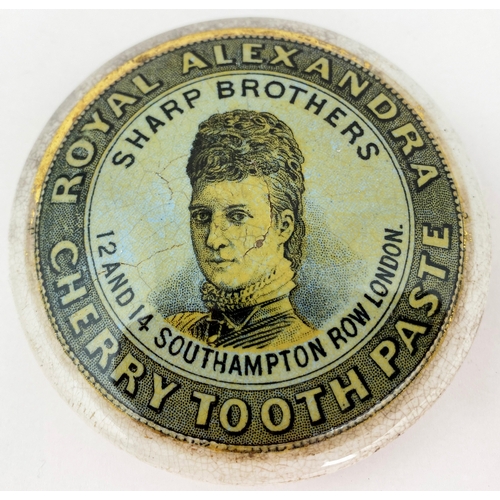 ROYAL ALEXANDRA
CHERRY TOOTH PASTE
SHARP BROTHERS
12 AND 14 SOUTHAMPTON ROW LONDON.